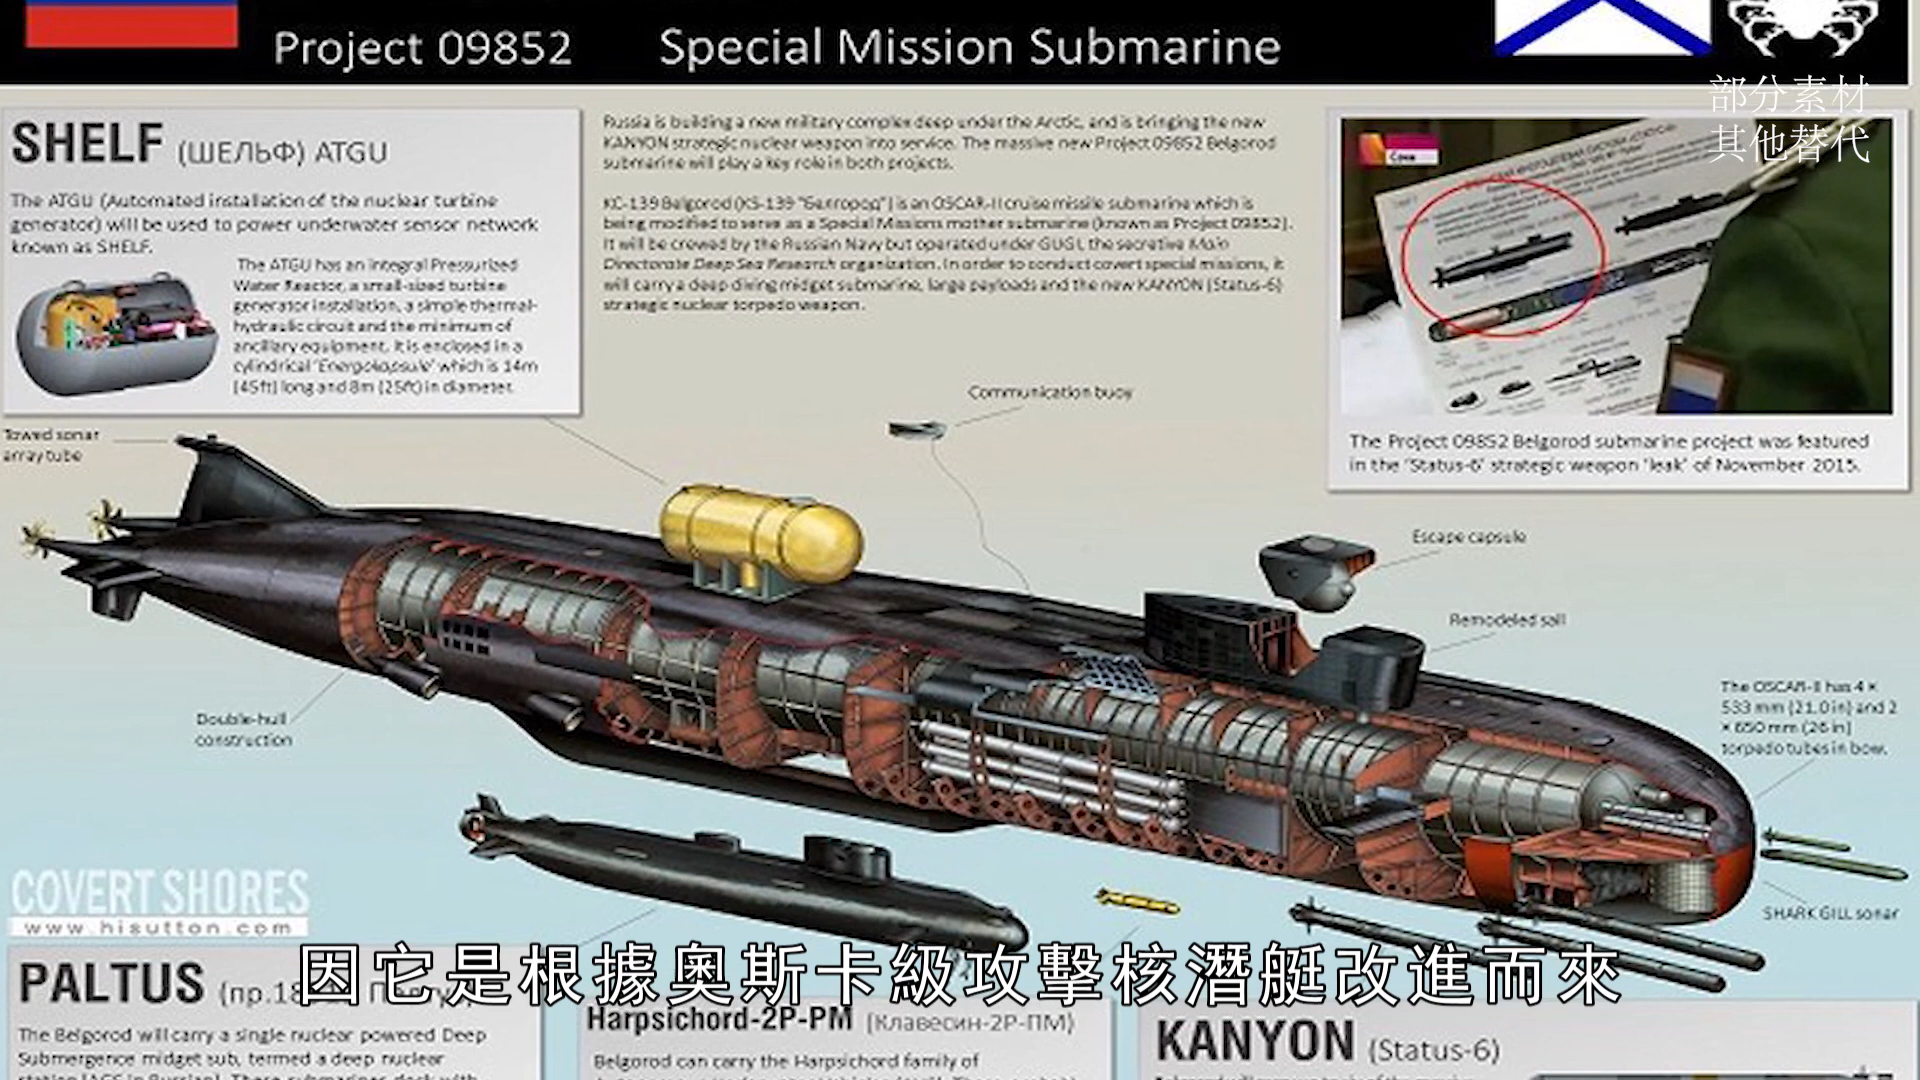 Project 09852
Special Mission Submarine
部分素材
其他替代
SHELF (ШЕЛЬФ) ATGU
The ATGU (Automated installation of the nuclear turbine
generator) will be used to power underwater sensor network
known as SHELF.
The ATGU has an integral Pressurized
Water Reactor, a small-sized turbine
generator installation, a simple thermal-
hydraulic circuit and the minimum of
ancillary equipment. It is enclosed in a
cylindrical 'Energokapsule' which is 14m
(45ft) long and 8m (25ft) in diameter.
Russia is building a new military complex deep under the Arctic, and is bringing the new
KANYON strategic nuclear weapon into service. The massive new Project 09852 Belgorod
submarine will play a key role in both projects.
KC-139 Belgorod (KS-139 "Белгород") is an OSCAR-II cruise missile submarine which is
being modified to serve as a Special Missions mother submarine (known as Project 09852).
It will be crewed by the Russian Navy but operated under GUGI, the secretive Main
Directorate Deep Sea Research organization. In order to conduct covert special missions, it
will carry a deep diving midget submarine, large payloads and the new KANYON (Status-6)
strategic nuclear torpedo weapon.
The Project 09852 Belgorod submarine project was featured
in the 'Status-6' strategic weapon 'leak' of November 2015.
Communication buoy
Towed sonar
array tube
Escape capsule
Remodeled sail
The OSCAR-II has 4 ×
533 mm (21.0 in) and 2
× 650 mm (26 in)
torpedo tubes in bow.
Double-hull
construction
SHARK GILL sonar
COVERT SHORES
www.hisutton.com
因它是根據奧斯卡級攻擊核潛艇改進而來
PALTUS
The Belgorod will carry a single nuclear powered Deep
Submergence midget sub, termed a deep nuclear
Harpsichord-2P-PM (Клавесин-2Р-ПМ)
Belgorod can carry the Harpsichord family of
KANYON (Status-6)